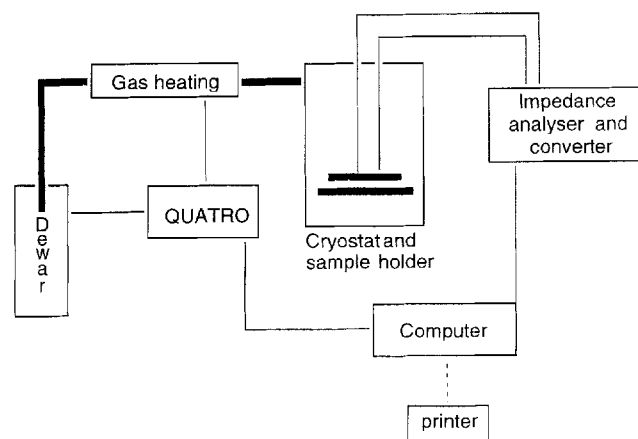 Gas heating
Impedance
analyser and
converter
Dewar
QUATRO
Cryostat and
sample holder
Computer
printer